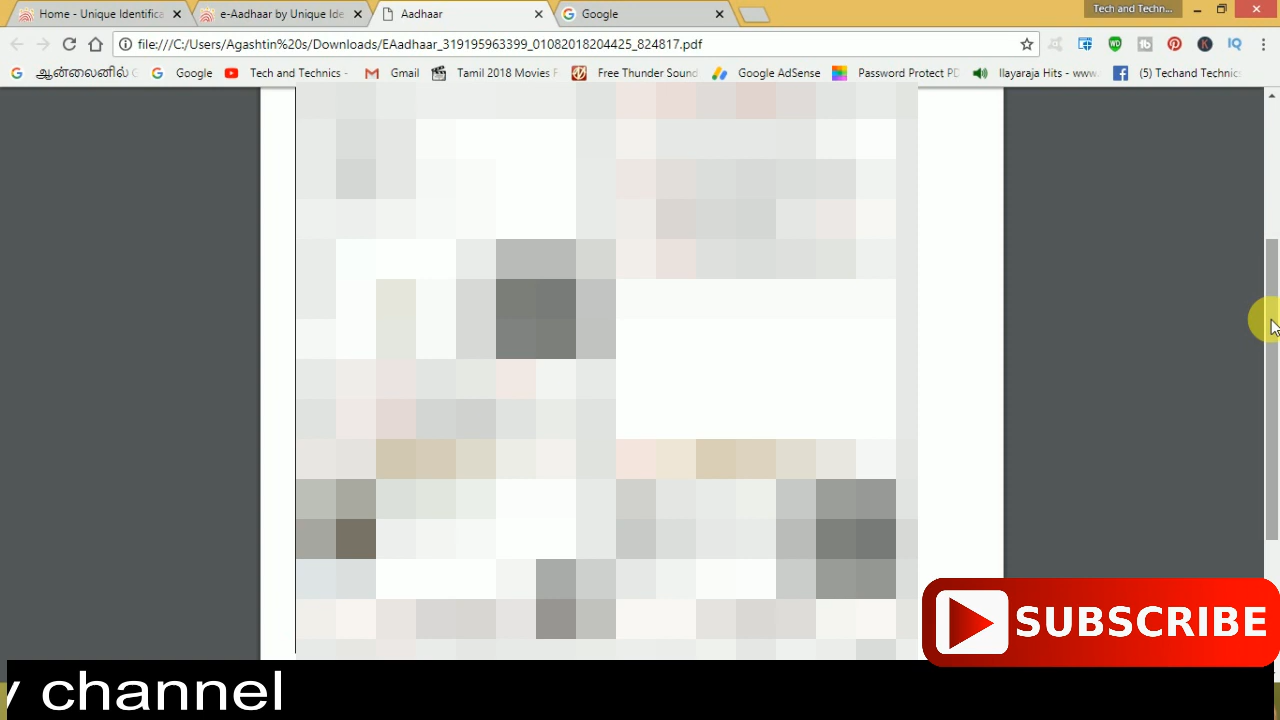 Tech and Techn...
Home - Unique Identifica
e-Aadhaar by Unique Ide
Aadhaar
Google
file:///C:/Users/Agashtin%20s/Downloads/EAadhaar_319195963399_01082018204425_824817.pdf
ஆன்லைனில்
Google
Tech and Technics -
Gmail
Tamil 2018 Movies F
Free Thunder Sound
Google AdSense
Password Protect PD
Ilayaraja Hits - www.
(5) Techand Technics
SUBSCRIBE
y channel